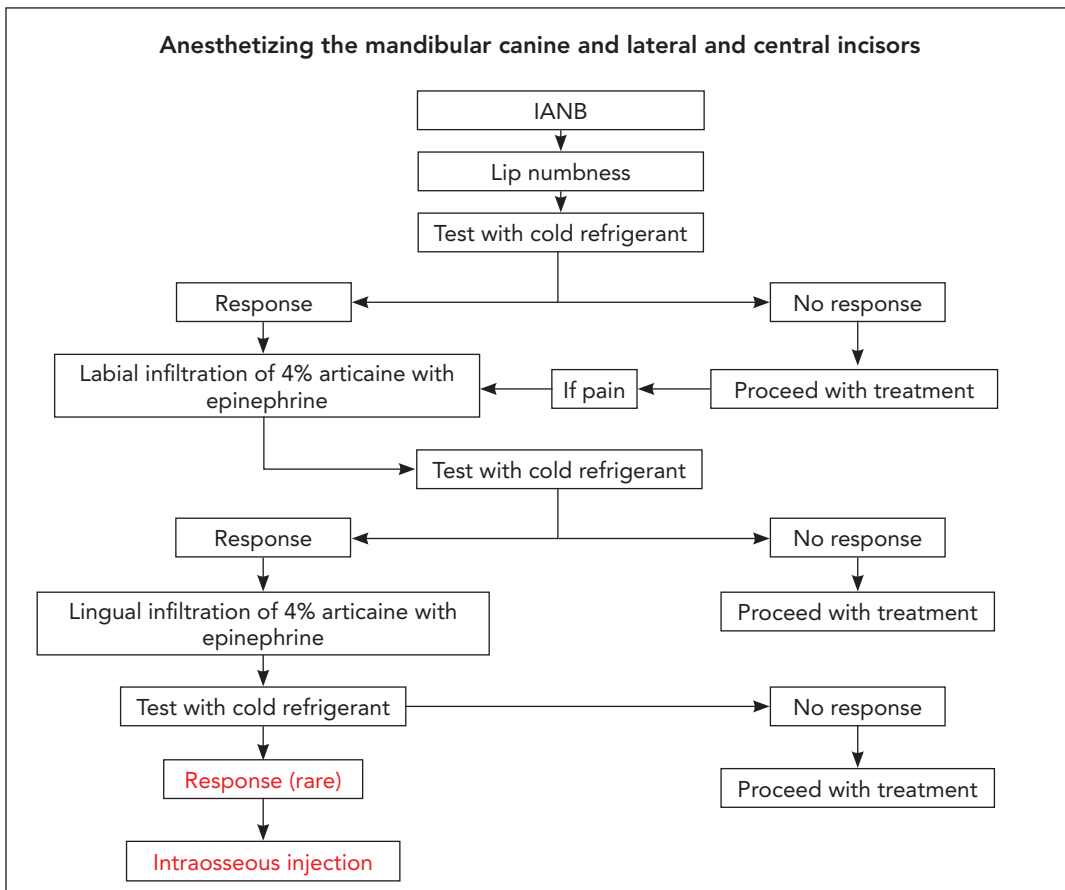 Anesthetizing the mandibular canine and lateral and central incisors
IANB
Lip numbness
Test with cold refrigerant
Response
No response
Labial infiltration of 4% articaine with
epinephrine
If pain
Proceed with treatment
Test with cold refrigerant
Response
No response
Lingual infiltration of 4% articaine with
epinephrine
Proceed with treatment
Test with cold refrigerant
No response
Response (rare)
Proceed with treatment
Intraosseous injection